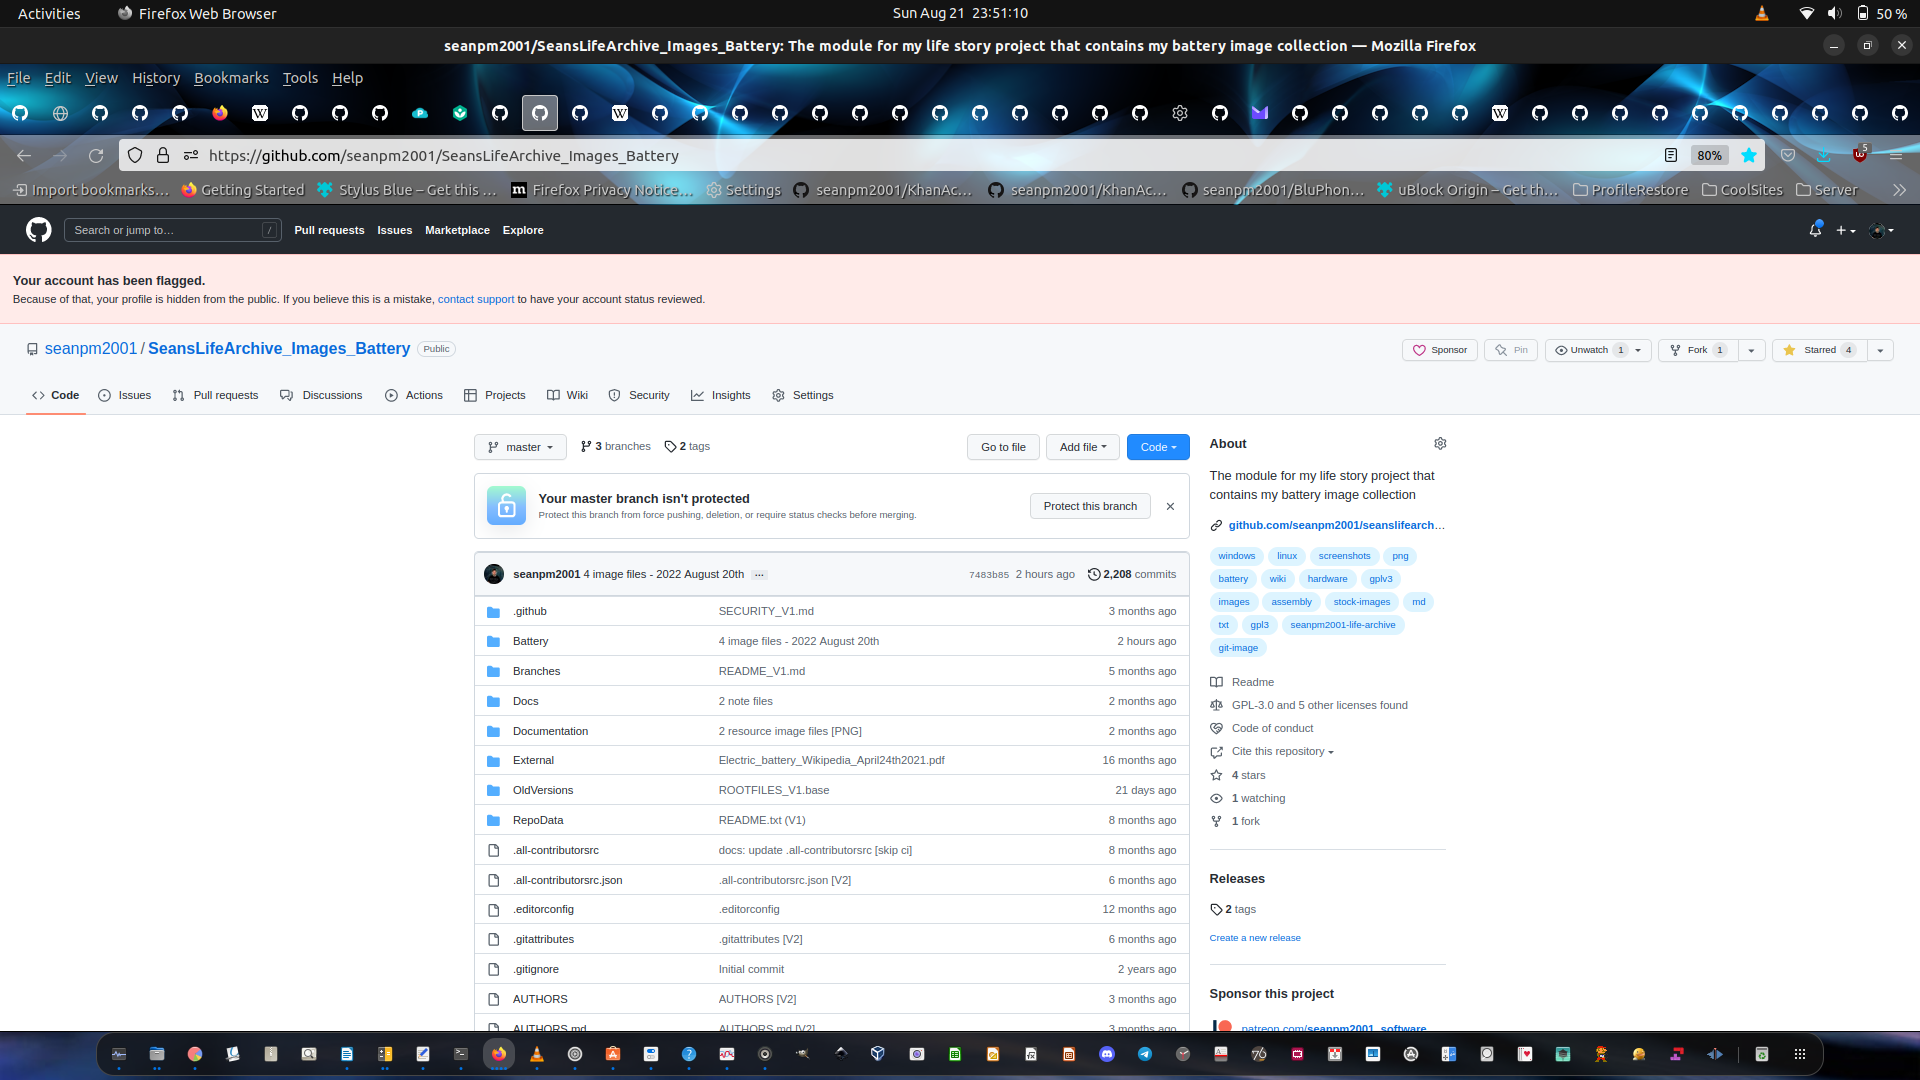 Activities Firefox Web Browser Sun Aug 21 23:51:10 50 %
seanpm2001/SeansLifeArchive_Images_Battery: The module for my life story project that contains my battery image collection — Mozilla Firefox
File Edit View History Bookmarks Tools Help
https://github.com/seanpm2001/SeansLifeArchive_Images_Battery 80% 5
Import bookmarks… Getting Started Stylus Blue – Get this … Firefox Privacy Notice… Settings seanpm2001/KhanAc… seanpm2001/KhanAc… seanpm2001/BluPhon… uBlock Origin – Get th… ProfileRestore CoolSites Server
Search or jump to… / Pull requests Issues Marketplace Explore
Your account has been flagged.
Because of that, your profile is hidden from the public. If you believe this is a mistake, contact support to have your account status reviewed.
seanpm2001 / SeansLifeArchive_Images_Battery Public Sponsor Pin Unwatch 1 Fork 1 Starred 4
Code Issues Pull requests Discussions Actions Projects Wiki Security Insights Settings
master 3 branches 2 tags Go to file Add file Code
Your master branch isn't protected
Protect this branch from force pushing, deletion, or require status checks before merging.
Protect this branch
seanpm2001 4 image files - 2022 August 20th ... 7483b85 2 hours ago 2,208 commits
.github SECURITY_V1.md 3 months ago
Battery 4 image files - 2022 August 20th 2 hours ago
Branches README_V1.md 5 months ago
Docs 2 note files 2 months ago
Documentation 2 resource image files [PNG] 2 months ago
External Electric_battery_Wikipedia_April24th2021.pdf 16 months ago
OldVersions ROOTFILES_V1.base 21 days ago
RepoData README.txt (V1) 8 months ago
.all-contributorsrc docs: update .all-contributorsrc [skip ci] 8 months ago
.all-contributorsrc.json .all-contributorsrc.json [V2] 6 months ago
.editorconfig .editorconfig 12 months ago
.gitattributes .gitattributes [V2] 6 months ago
.gitignore Initial commit 2 years ago
AUTHORS AUTHORS [V2] 3 months ago
AUTHORS.md AUTHORS.md [V2] 3 months ago
About
The module for my life story project that
contains my battery image collection
github.com/seanpm2001/seanslifearch…
windows linux screenshots png
battery wiki hardware gplv3
images assembly stock-images md
txt gpl3 seanpm2001-life-archive
git-image
Readme
GPL-3.0 and 5 other licenses found
Code of conduct
Cite this repository
4 stars
1 watching
1 fork
Releases
2 tags
Create a new release
Sponsor this project
patreon.com/seanpm2001_software